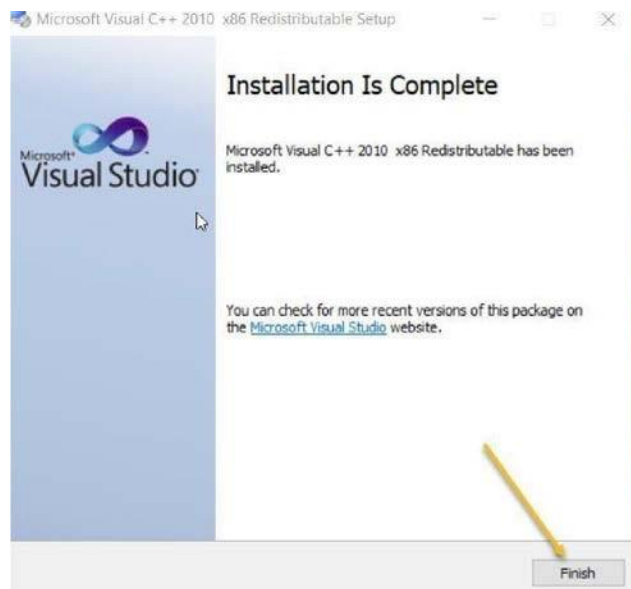 Microsoft Visual C++ 2010 x86 Redistributable Setup
Installation Is Complete
Microsoft Visual C++ 2010 x86 Redistributable has been
installed.
Microsoft®
Visual Studio®
You can check for more recent versions of this package on
the Microsoft Visual Studio website.
Finish